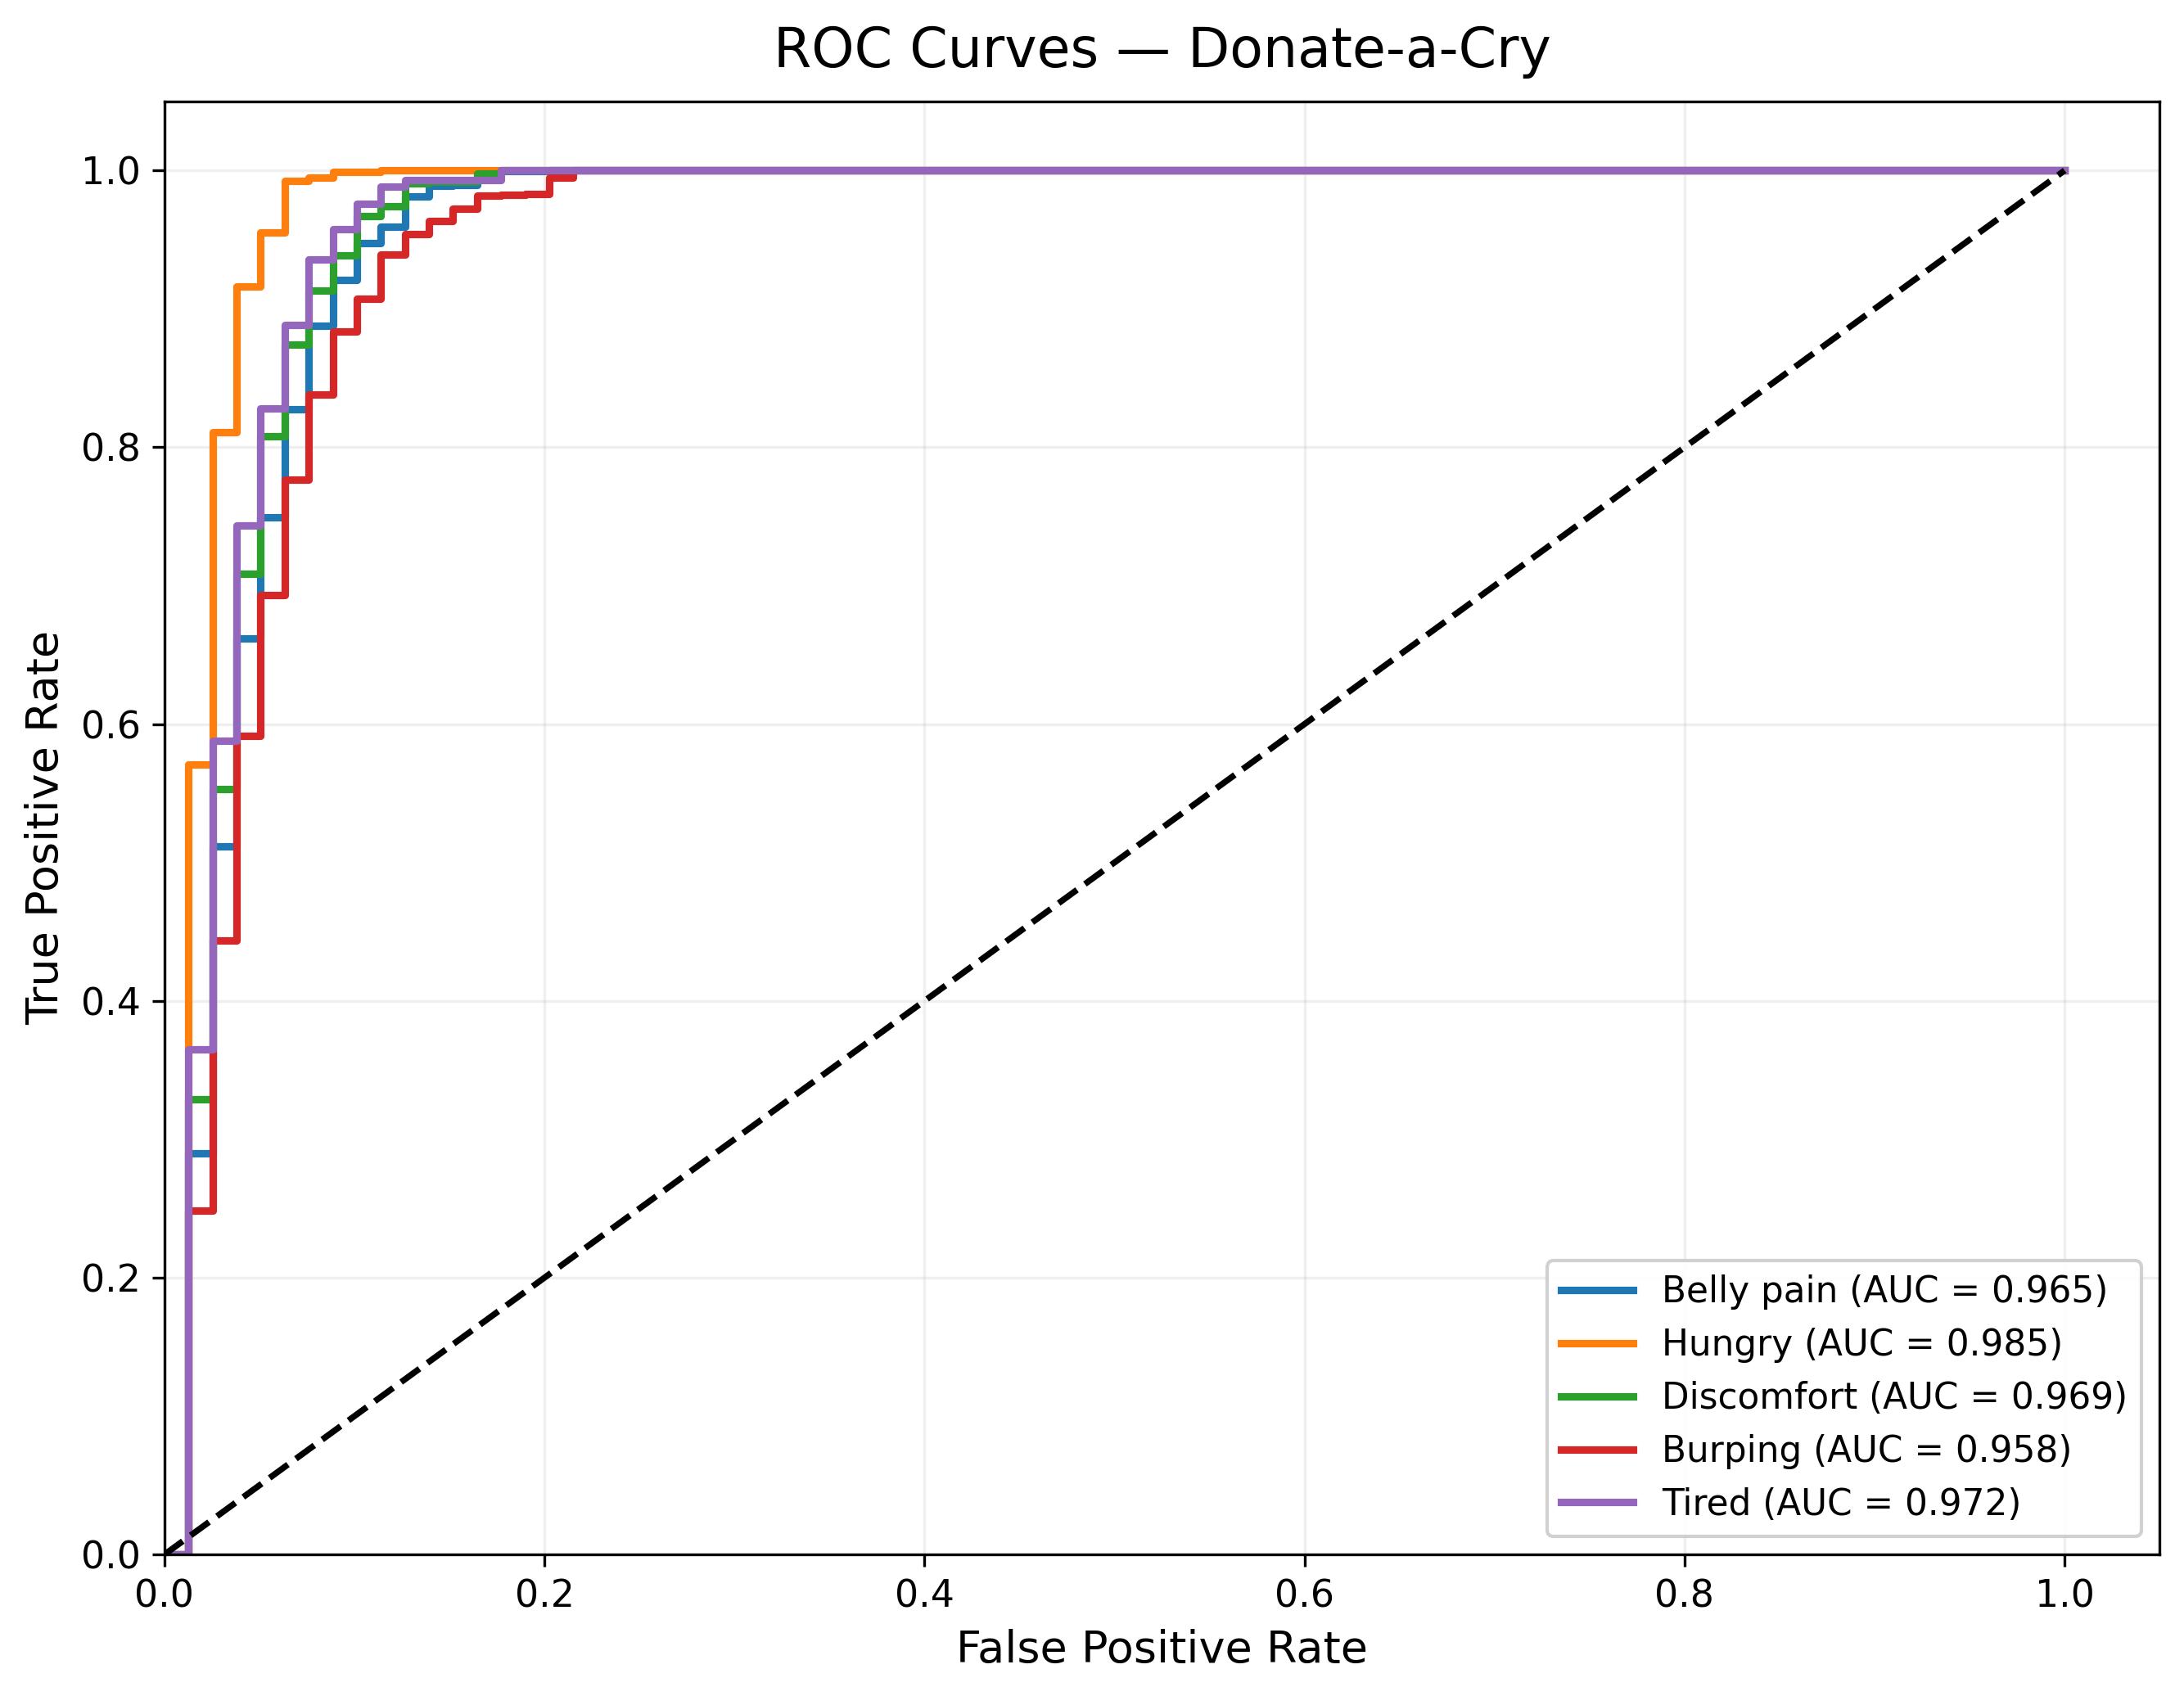 ROC Curves — Donate-a-Cry
True Positive Rate
1.0
0.8
0.6
0.4
0.2
0.0
0.0 0.2 0.4 0.6 0.8 1.0
False Positive Rate
Belly pain (AUC = 0.965)
Hungry (AUC = 0.985)
Discomfort (AUC = 0.969)
Burping (AUC = 0.958)
Tired (AUC = 0.972)